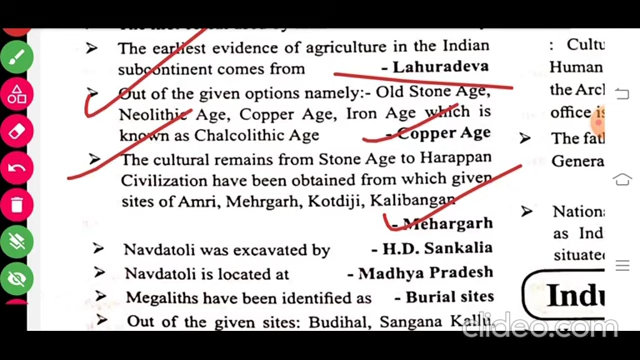 ➤ The earliest evidence of agriculture in the Indian
subcontinent comes from - Lahuradeva
➤ Out of the given options namely:- Old Stone Age,
Neolithic Age, Copper Age, Iron Age which is
known as Chalcolithic Age - Copper Age
➤ The cultural remains from Stone Age to Harappan
Civilization have been obtained from which given
sites of Amri, Mehrgarh, Kotdiji, Kalibangan
- Mehargarh
➤ Navdatoli was excavated by - H.D. Sankalia
➤ Navdatoli is located at - Madhya Pradesh
➤ Megaliths have been identified as - Burial sites
➤ Out of the given sites: Budihal, Sangana Kallu
: Cultu
Human
the Arch
office is
➤ The fath
Genera
➤ Nationa
as Indi
situated
Indu
clideo.com